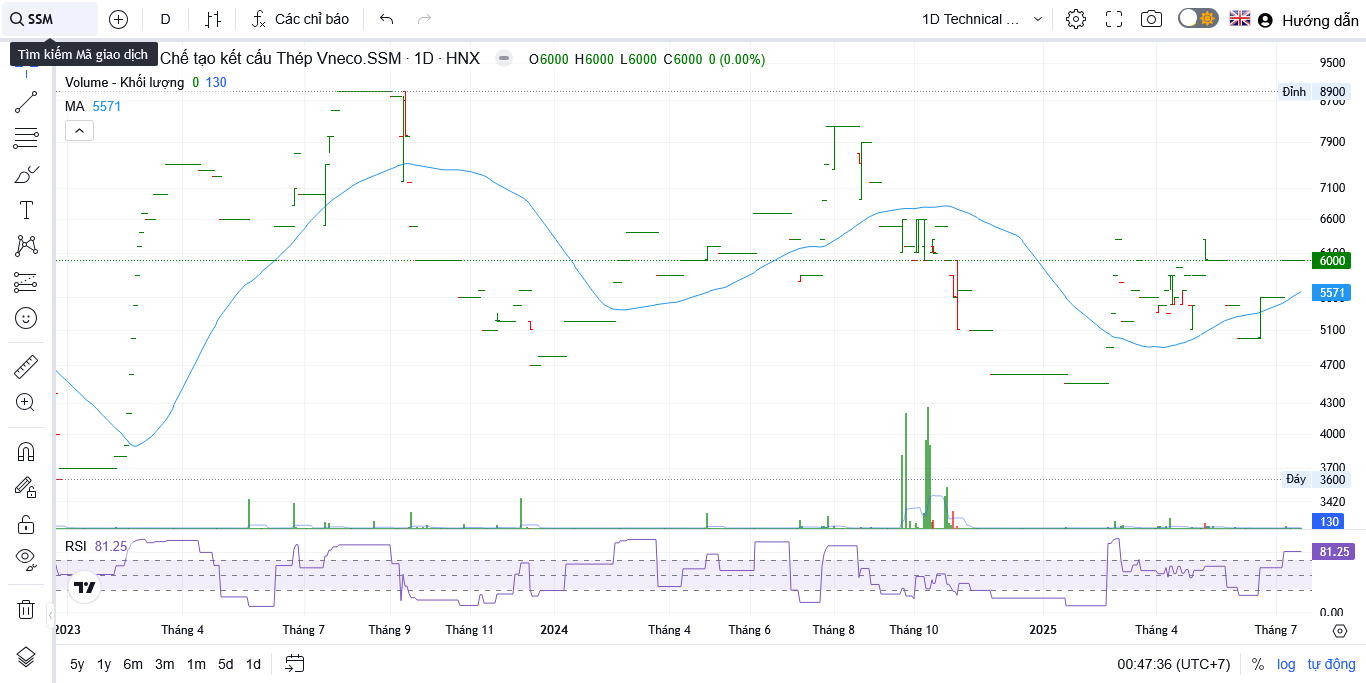 SSM D Các chỉ báo 1D Technical ... Hướng dẫn
Tìm kiếm Mã giao dịch
Chế tạo kết cấu Thép Vneco.SSM · 1D · HNX O6000 H6000 L6000 C6000 0 (0.00%)
Volume - Khối lượng 0 130
MA 5571
9500
Đỉnh 8900
8700
7900
7100
6600
6100
6000
5571
5100
4700
4300
4000
3700
Đáy 3600
3420
130
RSI 81.25
81.25
0.00
2023 Tháng 4 Tháng 7 Tháng 9 Tháng 11 2024 Tháng 4 Tháng 6 Tháng 8 Tháng 10 2025 Tháng 4 Tháng 7
5y 1y 6m 3m 1m 5d 1d 00:47:36 (UTC+7) % log tự động